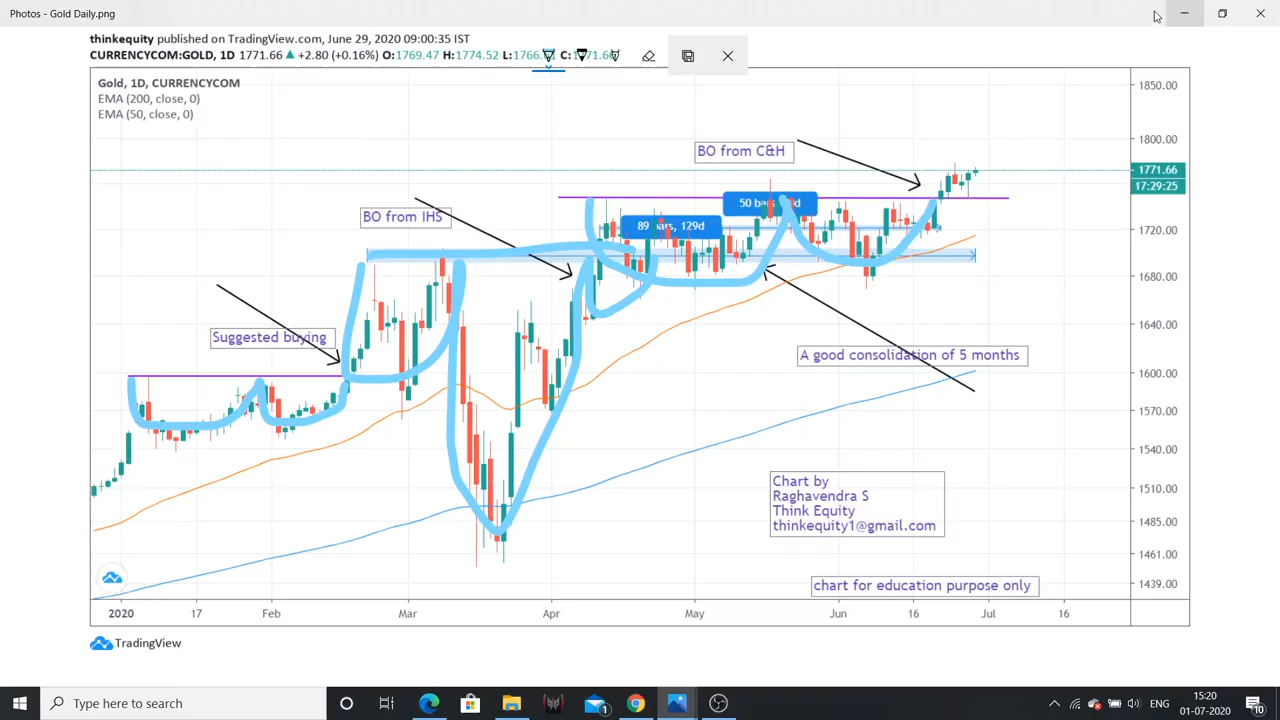 Photos - Gold Daily.png
thinkequity published on TradingView.com, June 29, 2020 09:00:35 IST
CURRENCYCOM:GOLD, 1D 1771.66 ▲ +2.80 (+0.16%) O:1769.47 H:1774.52 L:1766. C:1771.66
Gold, 1D, CURRENCYCOM
EMA (200, close, 0)
EMA (50, close, 0)
1850.00
1800.00
1771.66
17:29:25
1720.00
1680.00
1640.00
1600.00
1570.00
1540.00
1510.00
1485.00
1461.00
1439.00
BO from C&H
BO from IHS
50 bars,
89 bars, 129d
Suggested buying
A good consolidation of 5 months
Chart by
Raghavendra S
Think Equity
thinkequity1@gmail.com
chart for education purpose only
2020 17 Feb Mar Apr May Jun 16 Jul 16
TradingView
Type here to search
1
ENG
15:20
01-07-2020
10